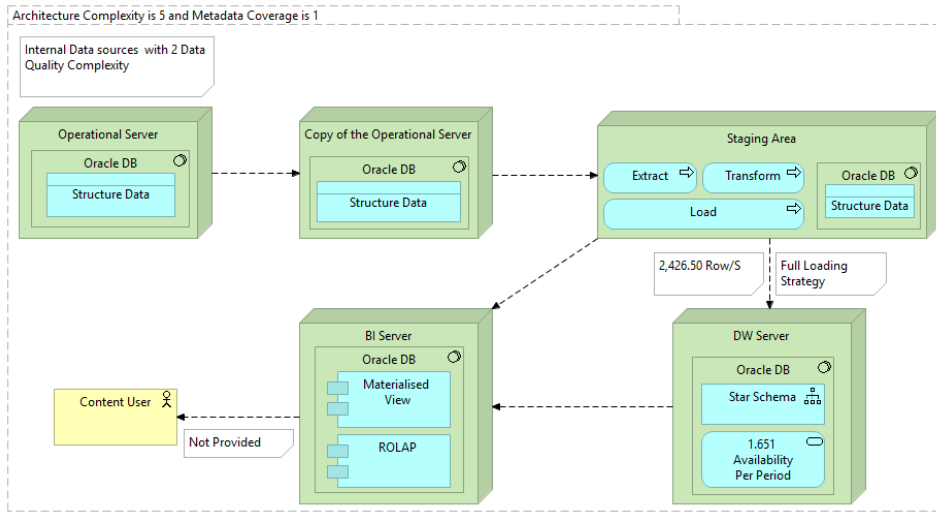 Architecture Complexity is 5 and Metadata Coverage is 1
Internal Data sources with 2 Data
Quality Complexity
Operational Server
Oracle DB
Structure Data
Copy of the Operational Server
Oracle DB
Structure Data
Staging Area
Extract
Transform
Load
Oracle DB
Structure Data
2,426.50 Row/S
Full Loading
Strategy
BI Server
Oracle DB
Materialised
View
ROLAP
DW Server
Oracle DB
Star Schema
1.651
Availability
Per Period
Content User
Not Provided